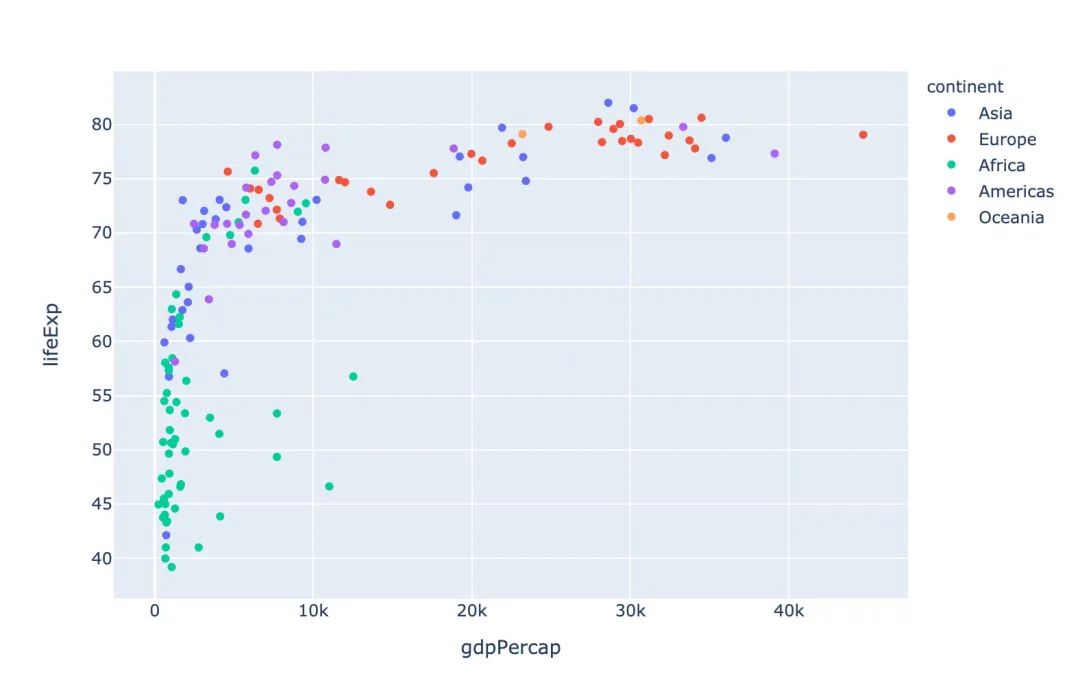 continent
Asia
Europe
Africa
Americas
Oceania
lifeExp
80
75
70
65
60
55
50
45
40
0 10k 20k 30k 40k
gdpPercap